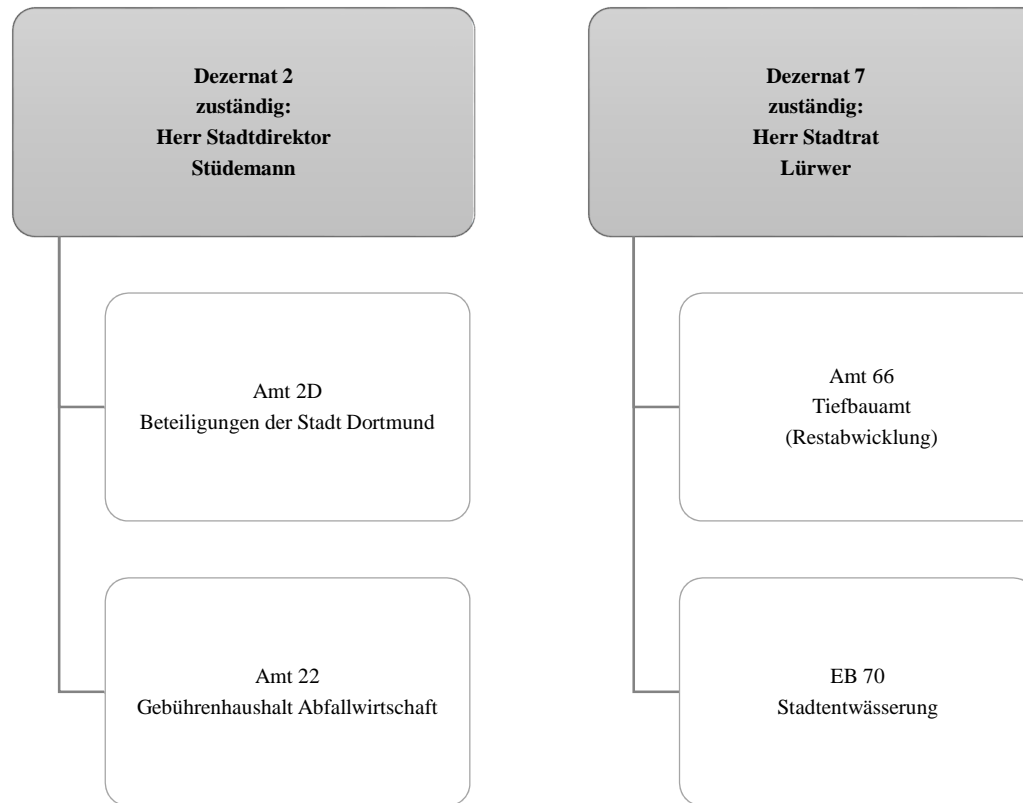 Dezernat 2
zuständig:
Herr Stadtdirektor
Stüdemann
Amt 2D
Beteiligungen der Stadt Dortmund
Amt 22
Gebührenhaushalt Abfallwirtschaft
Dezernat 7
zuständig:
Herr Stadtrat
Lürwer
Amt 66
Tiefbauamt
(Restabwicklung)
EB 70
Stadtentwässerung